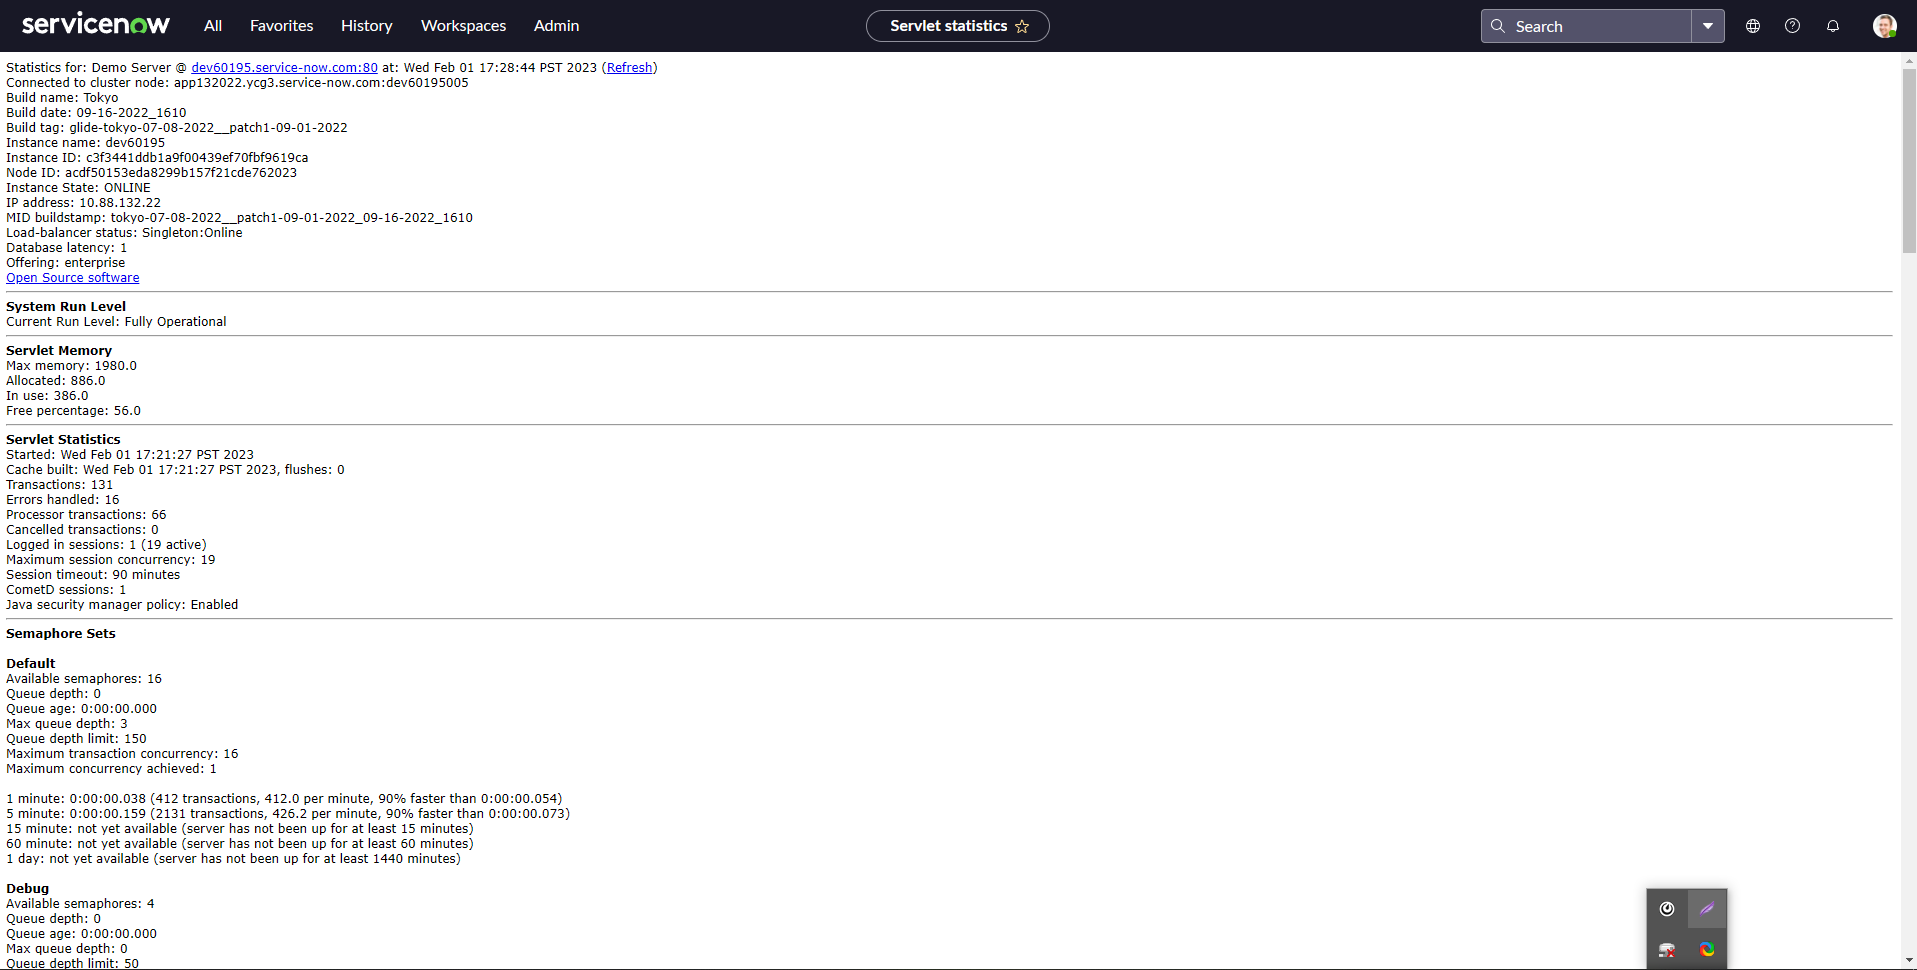 servicenow All Favorites History Workspaces Admin Servlet statistics Search
Statistics for: Demo Server @ dev60195.service-now.com:80 at: Wed Feb 01 17:28:44 PST 2023 (Refresh)
Connected to cluster node: app132022.ycg3.service-now.com:dev60195005
Build name: Tokyo
Build date: 09-16-2022_1610
Build tag: glide-tokyo-07-08-2022__patch1-09-01-2022
Instance name: dev60195
Instance ID: c3f3441ddb1a9f00439ef70fbf9619ca
Node ID: acdf50153eda8299b157f21cde762023
Instance State: ONLINE
IP address: 10.88.132.22
MID buildstamp: tokyo-07-08-2022__patch1-09-01-2022_09-16-2022_1610
Load-balancer status: Singleton:Online
Database latency: 1
Offering: enterprise
Open Source software
System Run Level
Current Run Level: Fully Operational
Servlet Memory
Max memory: 1980.0
Allocated: 886.0
In use: 386.0
Free percentage: 56.0
Servlet Statistics
Started: Wed Feb 01 17:21:27 PST 2023
Cache built: Wed Feb 01 17:21:27 PST 2023, flushes: 0
Transactions: 131
Errors handled: 16
Processor transactions: 66
Cancelled transactions: 0
Logged in sessions: 1 (19 active)
Maximum session concurrency: 19
Session timeout: 90 minutes
CometD sessions: 1
Java security manager policy: Enabled
Semaphore Sets
Default
Available semaphores: 16
Queue depth: 0
Queue age: 0:00:00.000
Max queue depth: 3
Queue depth limit: 150
Maximum transaction concurrency: 16
Maximum concurrency achieved: 1
1 minute: 0:00:00.038 (412 transactions, 412.0 per minute, 90% faster than 0:00:00.054)
5 minute: 0:00:00.159 (2131 transactions, 426.2 per minute, 90% faster than 0:00:00.073)
15 minute: not yet available (server has not been up for at least 15 minutes)
60 minute: not yet available (server has not been up for at least 60 minutes)
1 day: not yet available (server has not been up for at least 1440 minutes)
Debug
Available semaphores: 4
Queue depth: 0
Queue age: 0:00:00.000
Max queue depth: 0
Queue depth limit: 50